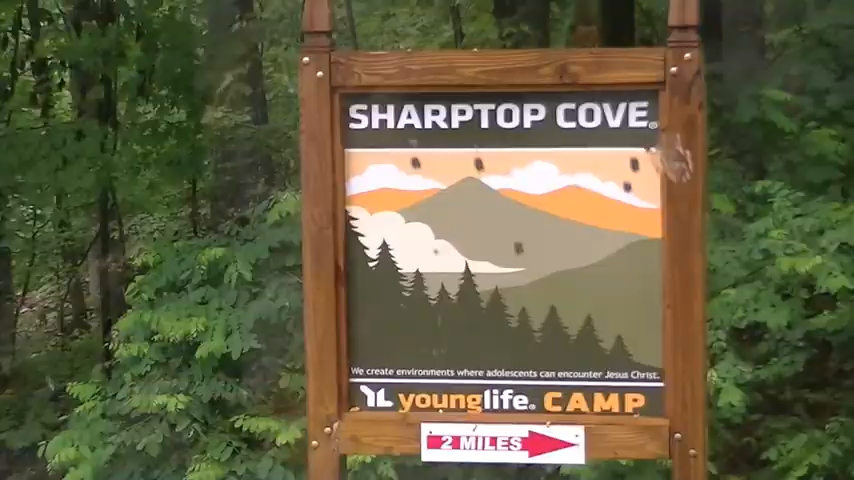 SHARPTOP COVE®
We create environments where adolescents can encounter Jesus Christ.
YL younglife. CAMP
2 MILES